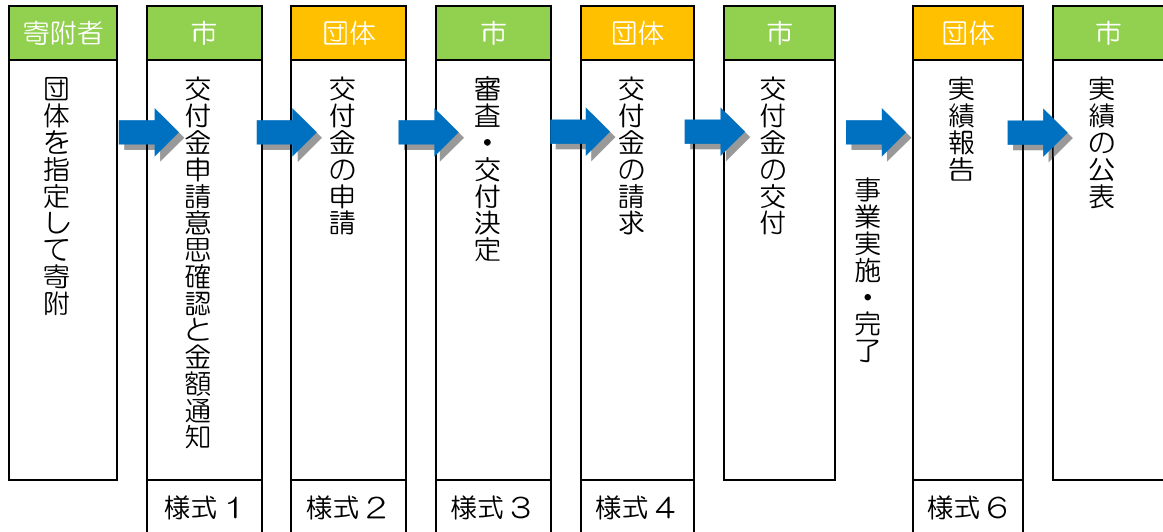 寄附者
団体を指定して寄附
市
交付金申請意思確認と金額通知
様式1
団体
交付金の申請
様式2
市
審査・交付決定
様式3
団体
交付金の請求
様式4
市
交付金の交付
事業実施・完了
団体
実績報告
様式6
市
実績の公表